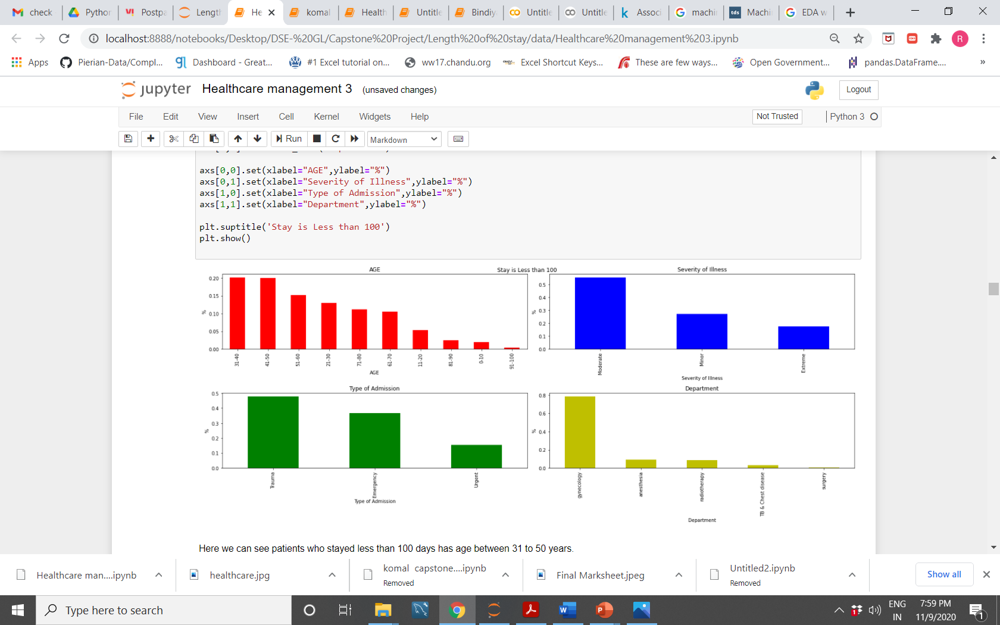 check
Python
Postpa
Length
He
komal
Health
Untitle
Bindiy
Untitle
Untitle
Associ
machin
tds
Machi
EDA w
localhost:8888/notebooks/Desktop/DSE-%20GL/Capstone%20Project/Length%20of%20stay/data/Healthcare%20management%203.ipynb
R
Apps
Pierian-Data/Compl...
Dashboard - Great...
#1 Excel tutorial on...
ww17.chandu.org
Excel Shortcut Keys...
These are few ways...
Open Government...
pandas.DataFrame....
»
jupyter Healthcare management 3 (unsaved changes)
Logout
File Edit View Insert Cell Kernel Widgets Help
Not Trusted
Python 3
Run
Markdown
axs[0,0].set(xlabel="AGE",ylabel="%")
axs[0,1].set(xlabel="Severity of Illness",ylabel="%")
axs[1,0].set(xlabel="Type of Admission",ylabel="%")
axs[1,1].set(xlabel="Department",ylabel="%")
plt.suptitle('Stay is Less than 100')
plt.show()
Stay is Less than 100
AGE
0.20
0.15
0.10
0.05
0.00
%
31-40
41-50
51-60
21-30
71-80
61-70
11-20
81-90
0-10
91-100
AGE
Severity of Illness
0.5
0.4
0.3
0.2
0.1
0.0
%
Moderate
Minor
Extreme
Severity of Illness
Type of Admission
0.5
0.4
0.3
0.2
0.1
0.0
%
Trauma
Emergency
Urgent
Type of Admission
Department
0.8
0.6
0.4
0.2
0.0
%
gynecology
anesthesia
radiotherapy
TB & Chest disease
surgery
Department
Here we can see patients who stayed less than 100 days has age between 31 to 50 years.
Healthcare man....ipynb
healthcare.jpg
komal capstone....ipynb
Removed
Final Marksheet.jpeg
Untitled2.ipynb
Removed
Show all
Type here to search
ENG
IN
7:59 PM
11/9/2020
1